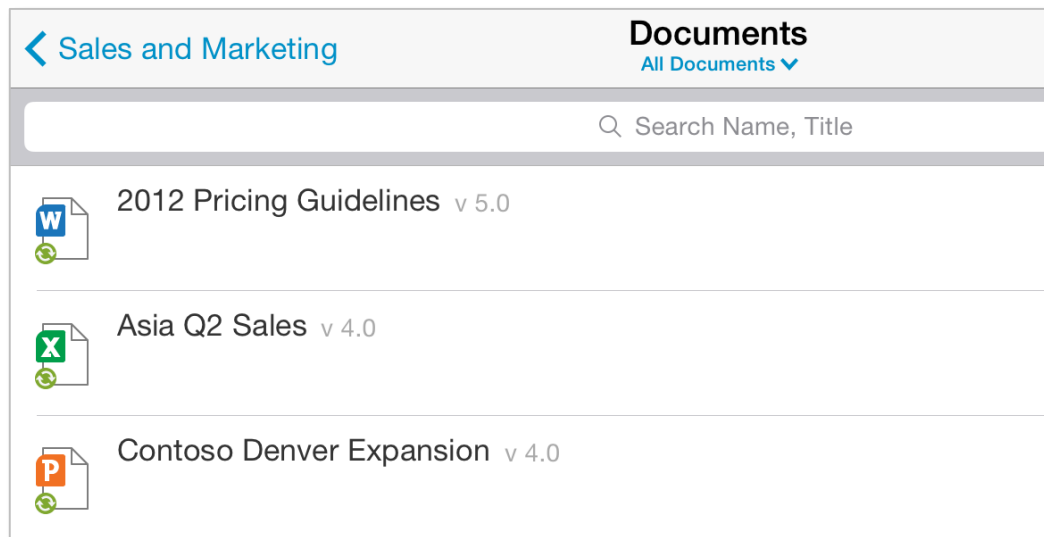 Sales and Marketing
Documents
All Documents
Search Name, Title
2012 Pricing Guidelines v 5.0
W
Asia Q2 Sales v 4.0
X
Contoso Denver Expansion v 4.0
P